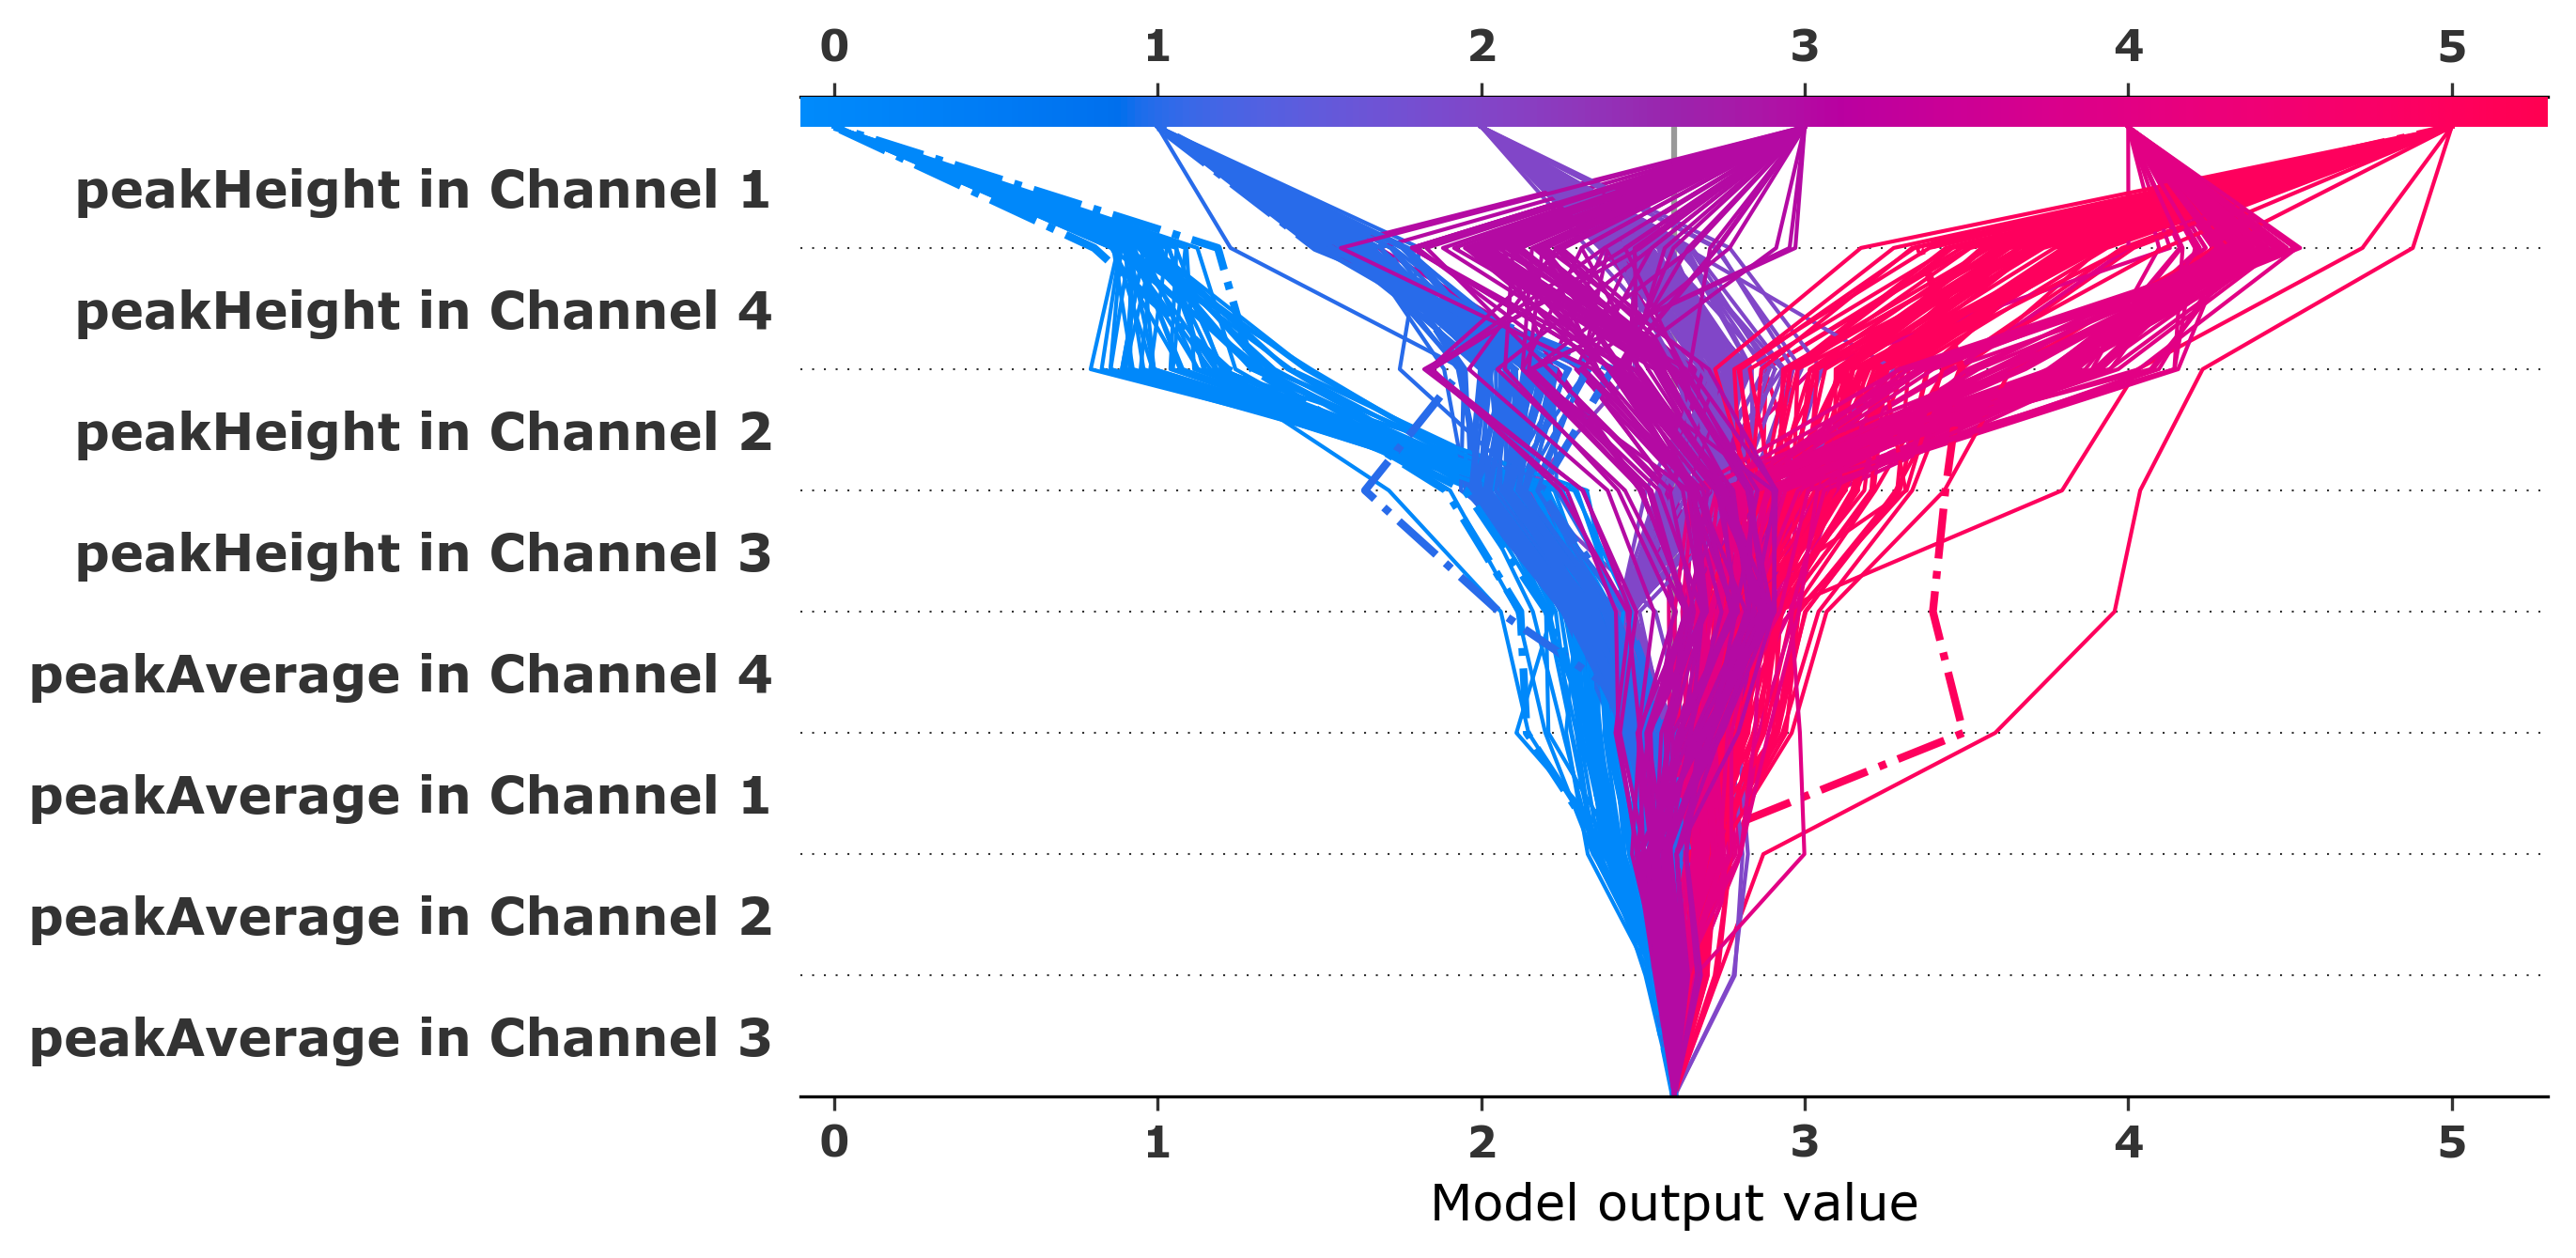 0 1 2 3 4 5
peakHeight in Channel 1
peakHeight in Channel 4
peakHeight in Channel 2
peakHeight in Channel 3
peakAverage in Channel 4
peakAverage in Channel 1
peakAverage in Channel 2
peakAverage in Channel 3
0 1 2 3 4 5
Model output value